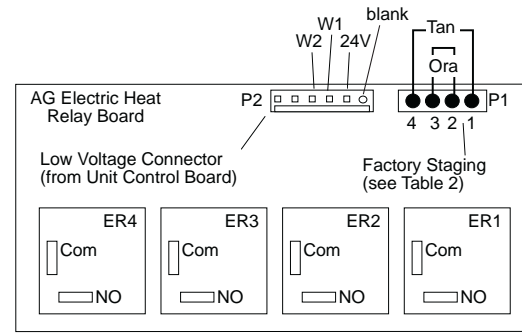 blank
W1
W2 24V
Tan
Ora
AG Electric Heat
Relay Board
P2
P1
4 3 2 1
Low Voltage Connector
(from Unit Control Board)
Factory Staging
(see Table 2)
ER4
Com
NO
ER3
Com
NO
ER2
Com
NO
ER1
Com
NO